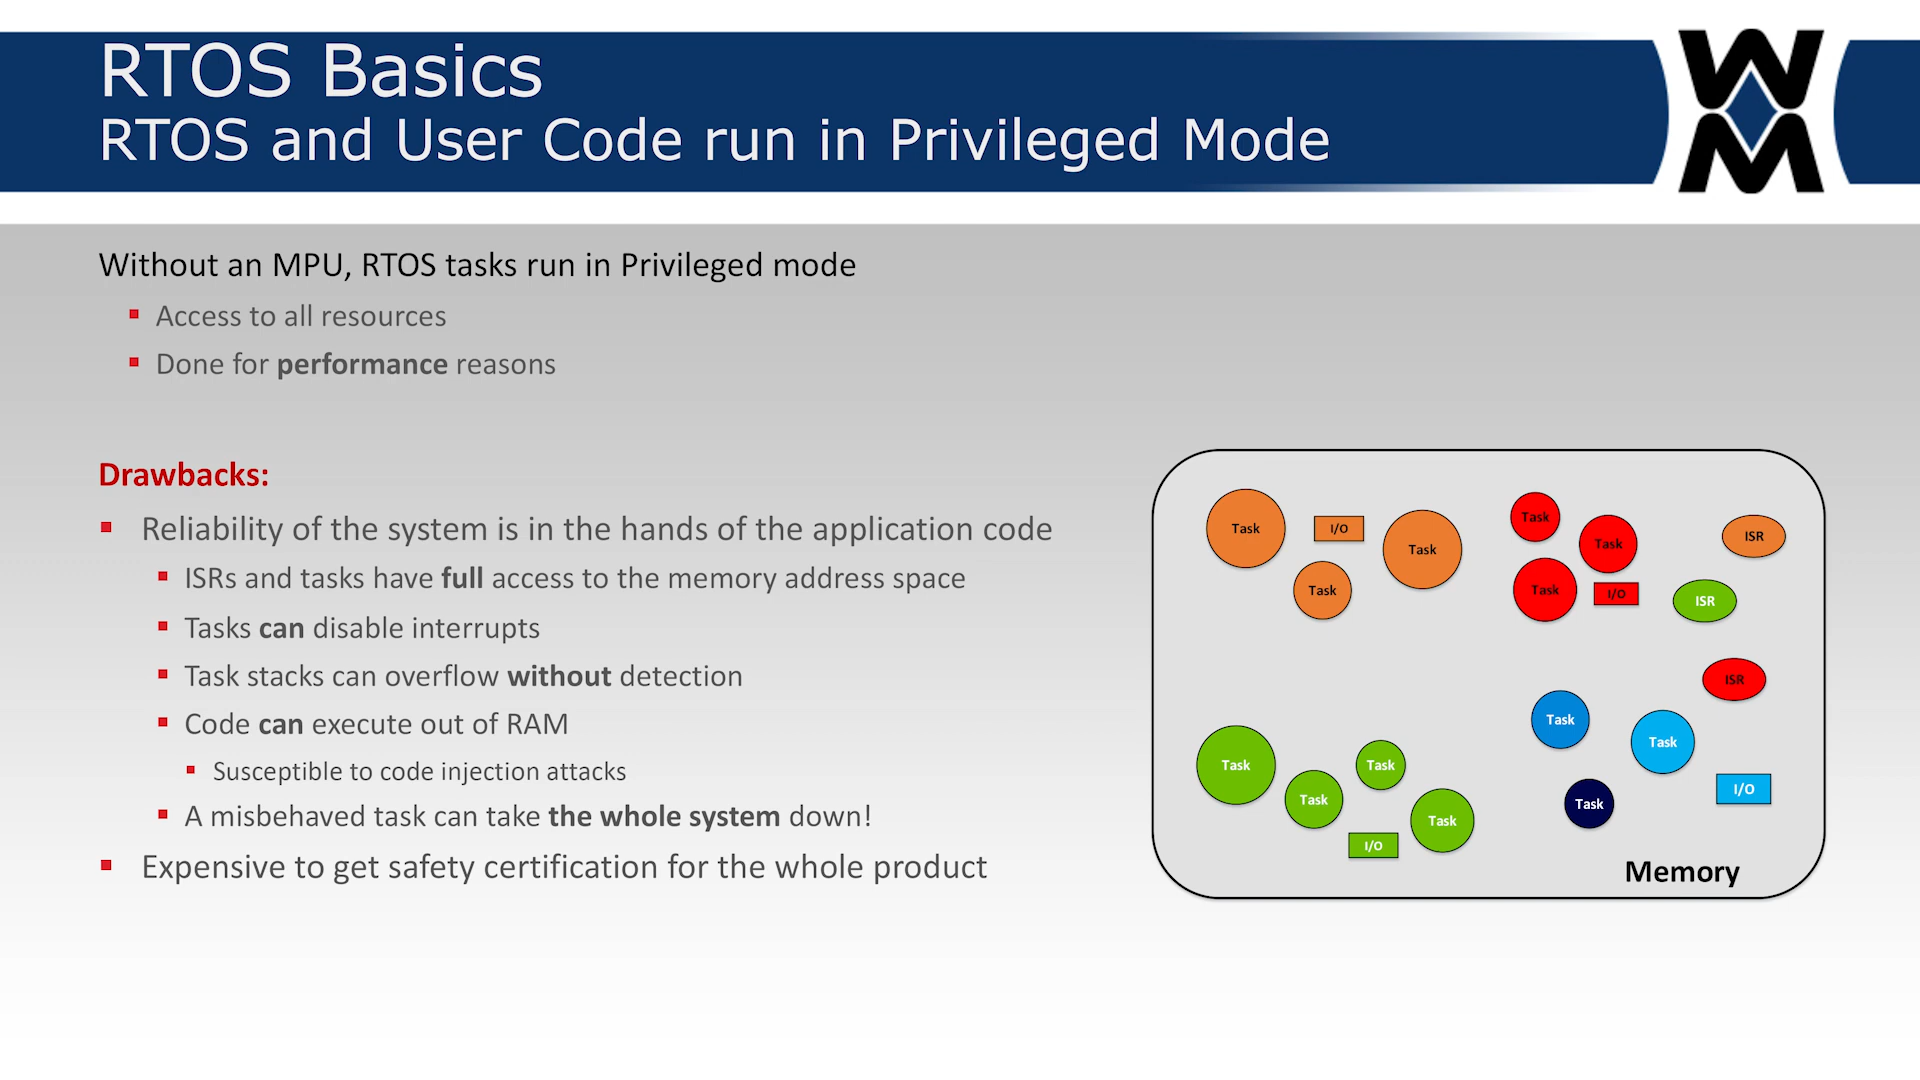 RTOS Basics
RTOS and User Code run in Privileged Mode
WM
Without an MPU, RTOS tasks run in Privileged mode
Access to all resources
Done for performance reasons
Drawbacks:
Reliability of the system is in the hands of the application code
ISRs and tasks have full access to the memory address space
Tasks can disable interrupts
Task stacks can overflow without detection
Code can execute out of RAM
Susceptible to code injection attacks
A misbehaved task can take the whole system down!
Expensive to get safety certification for the whole product
Task
I/O
Task
Task
Task
Task
Task
I/O
ISR
ISR
ISR
Task
Task
Task
Task
I/O
Task
Task
Task
I/O
Memory